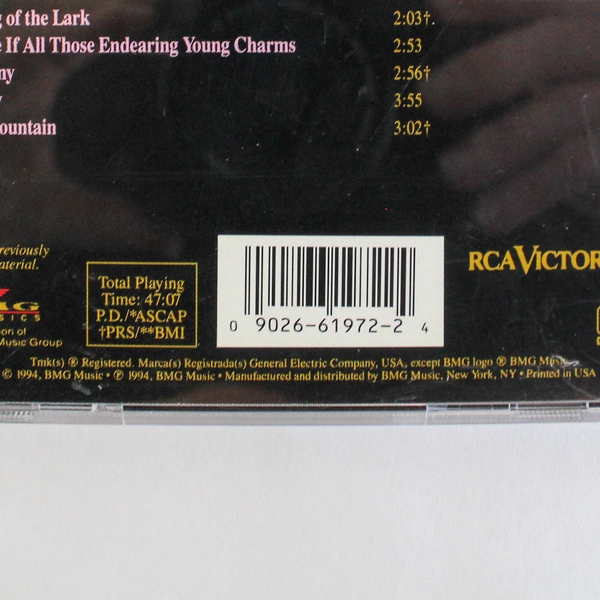 g of the Lark 2:03†.
e If All Those Endearing Young Charms 2:53
ny 2:56†
y 3:55
ountain 3:02†
reviously
aterial.
RCA VICTOR
Total Playing
Time: 47:07
P.D./*ASCAP
†PRS/**BMI
0 9026-61972-2 4
on of
Music Group
Tmk(s) ® Registered. Marca(s) Registrada(s) General Electric Company, USA, except BMG logo ® BMG Music
© 1994, BMG Music • ℗ 1994, BMG Music • Manufactured and distributed by BMG Music, New York, NY • Printed in USA